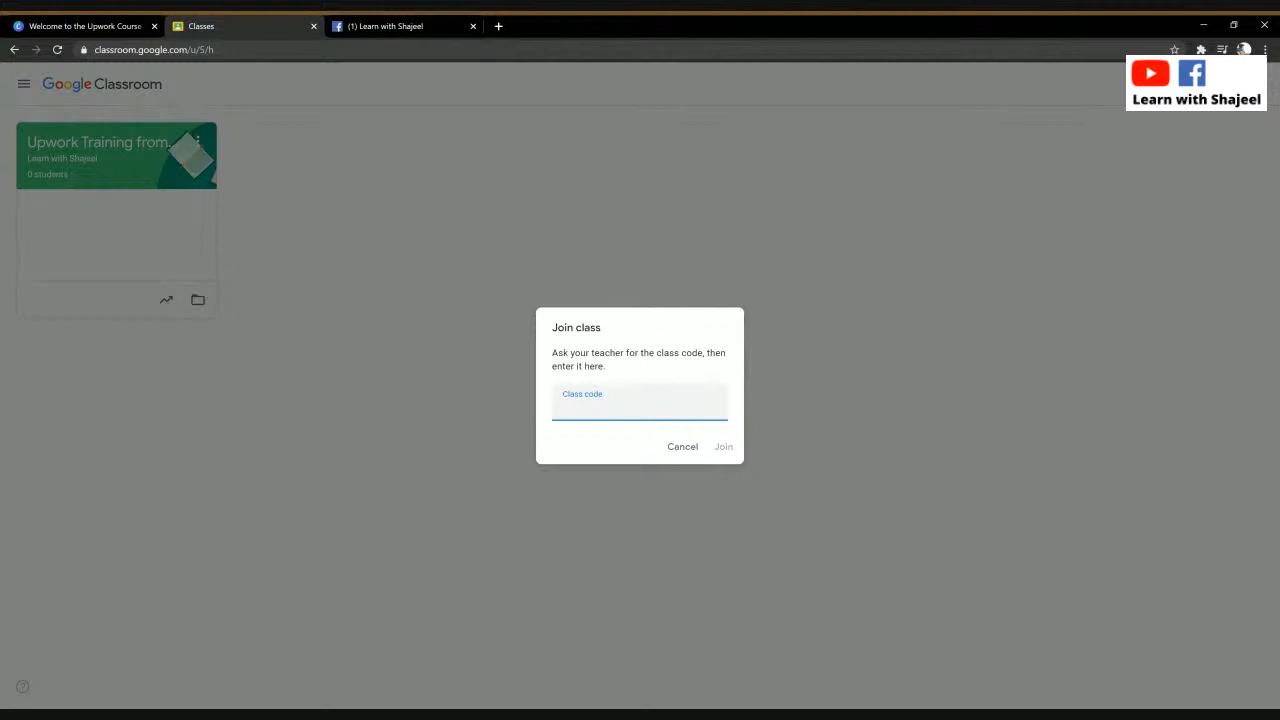 Welcome to the Upwork Course
Classes
(1) Learn with Shajeel
classroom.google.com/u/5/h
Google Classroom
Learn with Shajeel
Upwork Training from...
Learn with Shajeel
0 students
Join class
Ask your teacher for the class code, then
enter it here.
Class code
Cancel Join